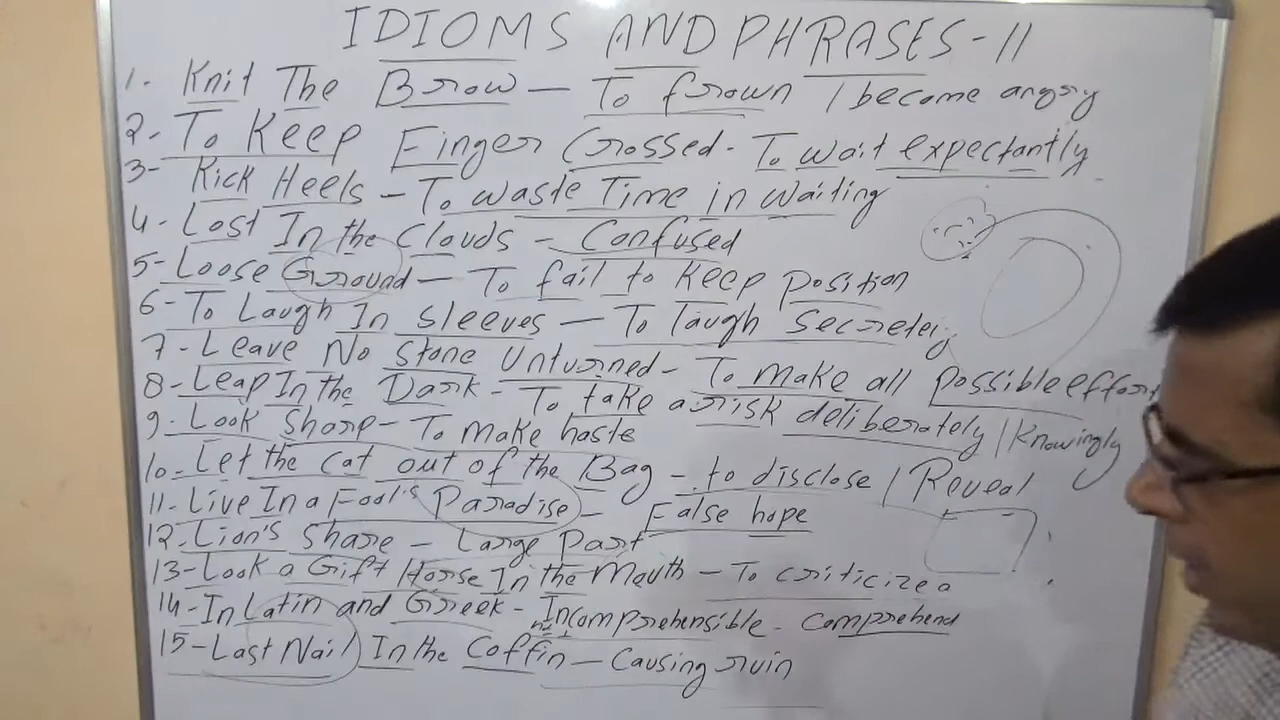 IDIOMS AND PHRASES-II
1- Knit The Brow - To frown / become angry
2- To Keep Finger Crossed - To wait expectantly
3- Kick Heels - To waste Time in waiting
4- Lost In the Clouds - Confused
5- Loose Ground - To fail to Keep position
6- To Laugh In Sleeves - To laugh Secretely
7- Leave No Stone Unturned - To make all possible effort
8- Leap In the Dark - To take a risk deliberately / Knowingly
9- Look Sharp - To make haste
10- Let the cat out of the Bag - to disclose / Reveal
11- Live In a Fool's Paradise - False hope
12- Lion's Share - Large Part
13- Look a Gift Horse In the Mouth - To criticize a
14- In Latin and Greek - Incomprehensible - comprehend
not
15- Last Nail In the Coffin - Causing ruin